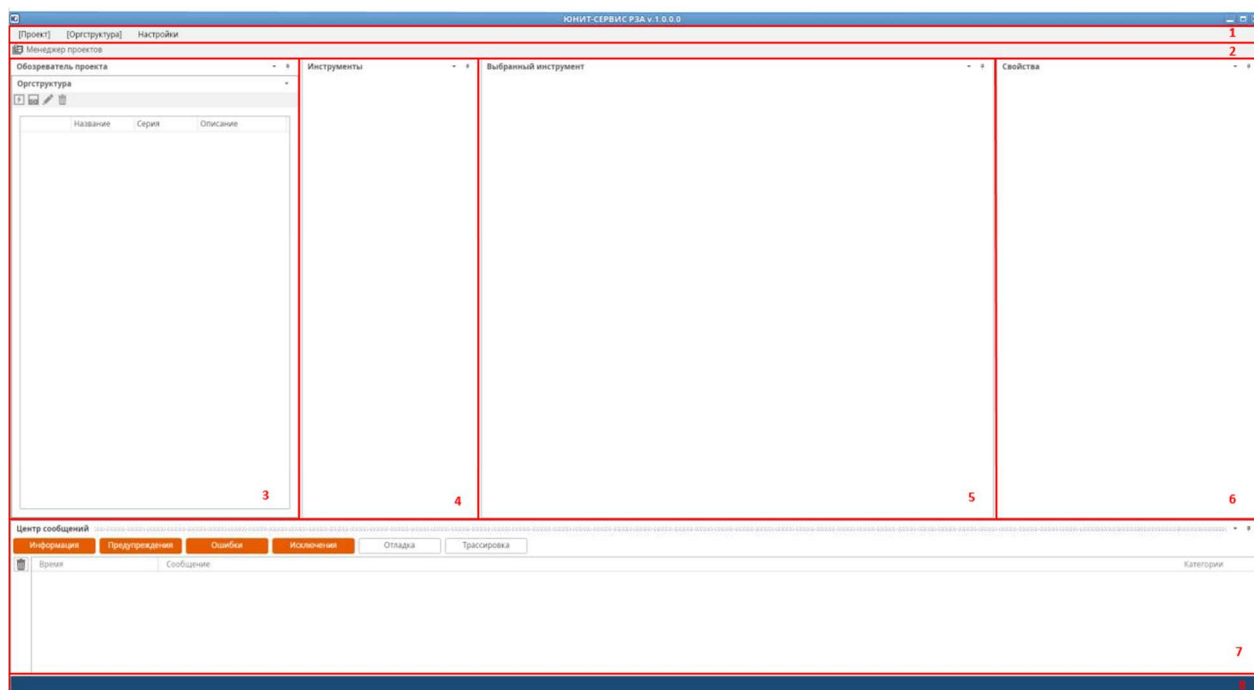 ЮНИТ-СЕРВИС РЗА v.1.0.0.0
[Проект] [Оргструктура] Настройки 1
Менеджер проектов 2
Обозреватель проекта Инструменты Выбранный инструмент Свойства
Оргструктура
Название Серия Описание
3 4 5 6
Центр сообщений
Информация Предупреждения Ошибки Исключения Отладка Трассировка
Время Сообщение Категории
7
8